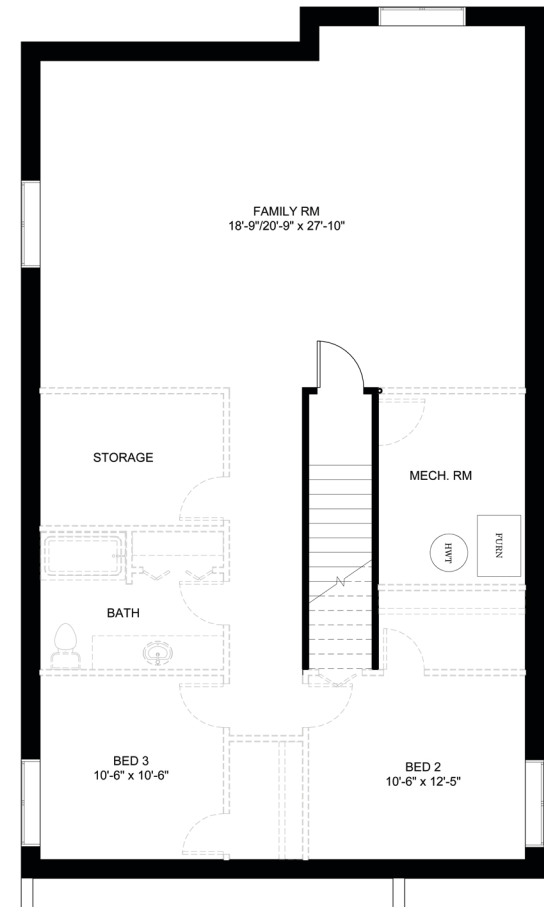 FAMILY RM
18'-9"/20'-9" x 27'-10"
STORAGE
MECH. RM
HWT
FURN
BATH
BED 3
10'-6" x 10'-6"
BED 2
10'-6" x 12'-5"